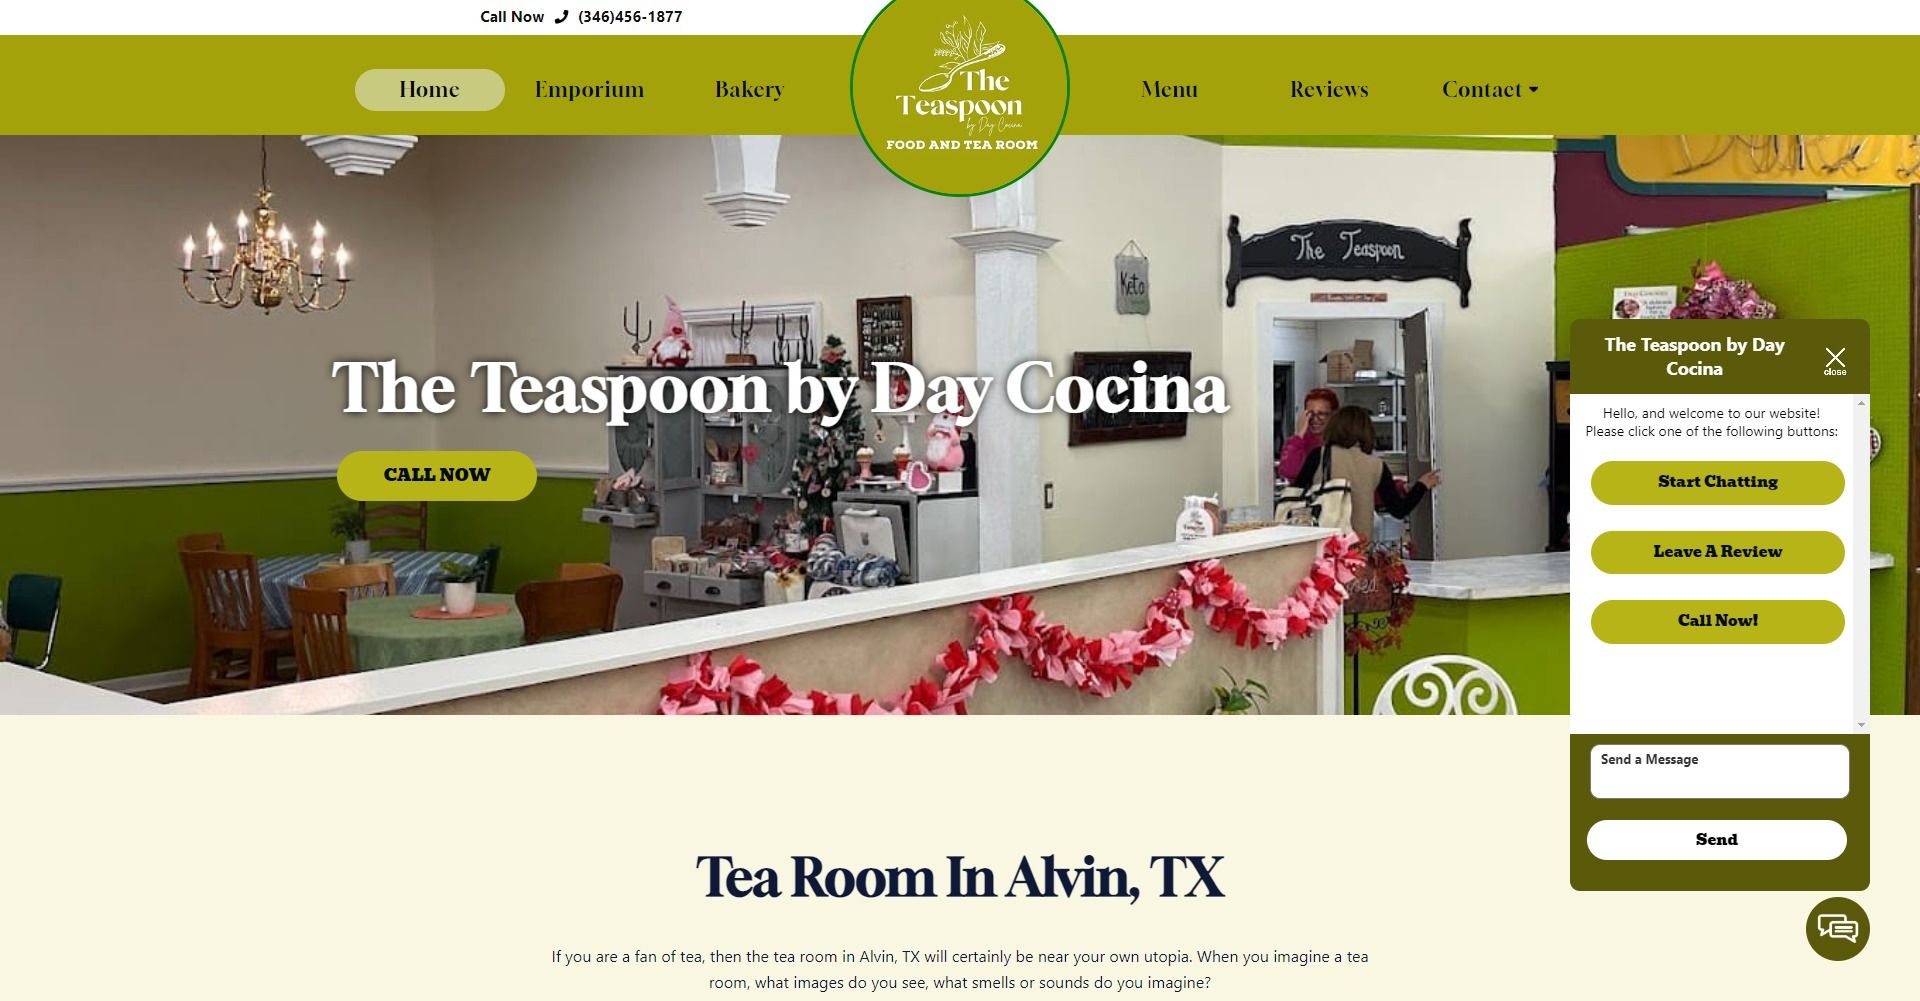 Call Now (346)456-1877
Home
Emporium
Bakery
The
Teaspoon
by Day Cocina
FOOD AND TEA ROOM
Menu
Reviews
Contact
The Teaspoon
Keto
The Teaspoon by Day Cocina
CALL NOW
The Teaspoon by Day
Cocina
close
Hello, and welcome to our website!
Please click one of the following buttons:
Start Chatting
Leave A Review
Call Now!
Send a Message
Send
Tea Room In Alvin, TX
If you are a fan of tea, then the tea room in Alvin, TX will certainly be near your own utopia. When you imagine a tea
room, what images do you see, what smells or sounds do you imagine?